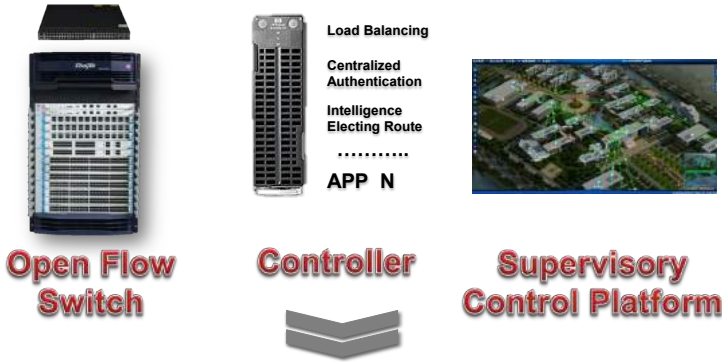 Load Balancing
Centralized
Authentication
Intelligence
Electing Route
...........
APP N
Open Flow
Switch
Controller
Supervisory
Control Platform